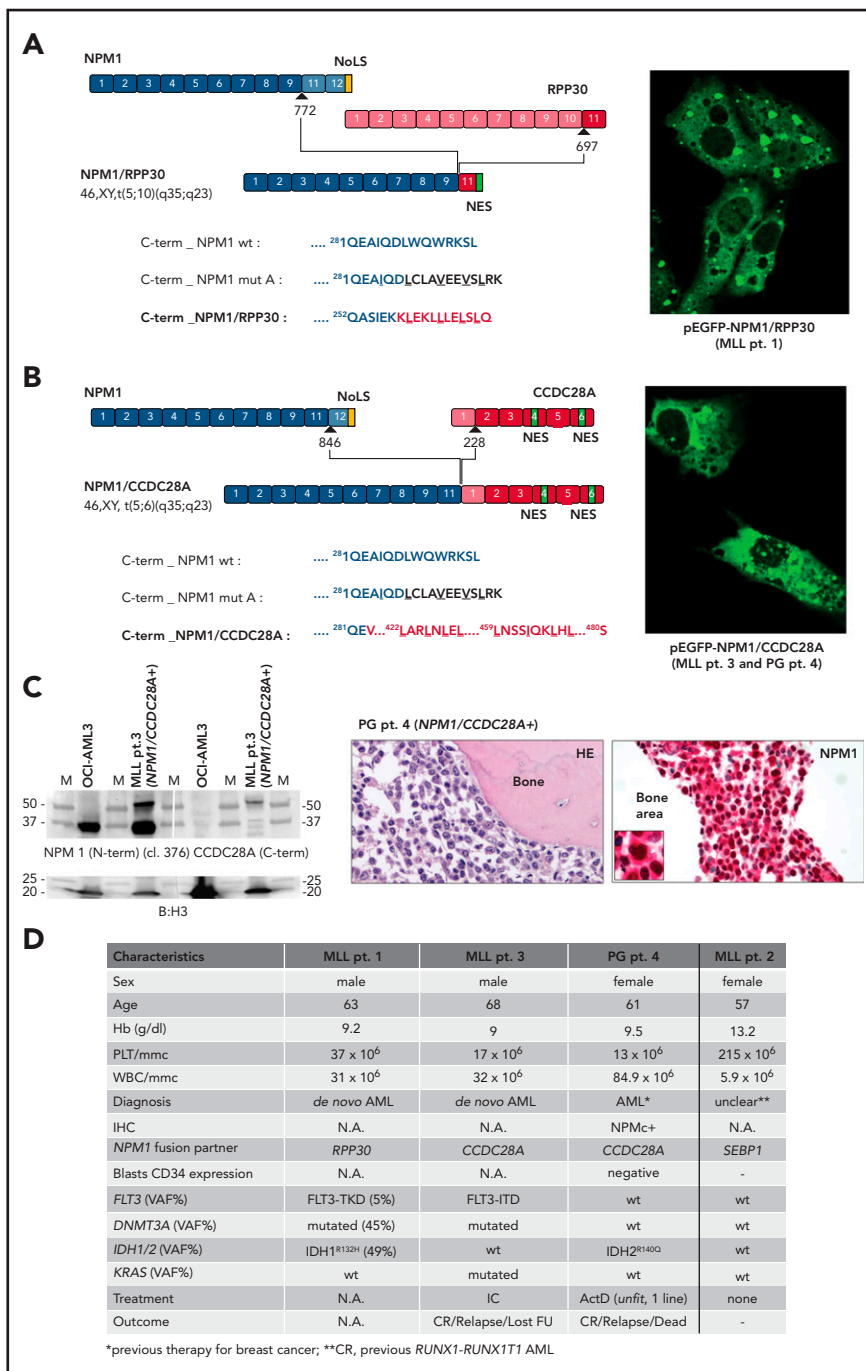 A
NPM1
NoLS
1 2 3 4 5 6 7 8 9 11 12
772
RPP30
1 2 3 4 5 6 7 8 9 10 11
697
NPM1/RPP30
46,XY,t(5;10)(q35;q23)
1 2 3 4 5 6 7 8 9 11
NES
C-term _ NPM1 wt : .... ²⁸1QEAIQDLWQWRKSL
C-term _ NPM1 mut A : .... ²⁸1QEAIQDLCLAVEEVSLRK
C-term _NPM1/RPP30 : .... ²⁵²QASIEKKLEKLLLELSLQ
pEGFP-NPM1/RPP30
(MLL pt. 1)
B
NPM1
NoLS
1 2 3 4 5 6 7 8 9 11 12
846
CCDC28A
1 2 3 4 5 6
NES NES
228
NPM1/CCDC28A
46,XY, t(5;6)(q35;q23)
1 2 3 4 5 6 7 8 9 11 1 2 3 4 5 6
NES NES
C-term _ NPM1 wt : .... ²⁸1QEAIQDLWQWRKSL
C-term _ NPM1 mut A : .... ²⁸1QEAIQDLCLAVEEVSLRK
C-term _NPM1/CCDC28A : .... ²⁸¹QEV... ⁴²²LARLNLEL.... ⁴⁵⁹LNSSIQKLHL... ⁴⁸⁰S
pEGFP-NPM1/CCDC28A
(MLL pt. 3 and PG pt. 4)
C
M OCI-AML3 M MLL pt.3 (NPM1/CCDC28A+) M OCI-AML3 M MLL pt.3 (NPM1/CCDC28A+) M
50 -50
37 -37
NPM 1 (N-term) (cl. 376) CCDC28A (C-term)
25 -25
20 -20
B:H3
PG pt. 4 (NPM1/CCDC28A+)
HE
Bone
NPM1
Bone
area
D
Characteristics MLL pt. 1 MLL pt. 3 PG pt. 4 MLL pt. 2
Sex male male female female
Age 63 68 61 57
Hb (g/dl) 9.2 9 9.5 13.2
PLT/mmc 37 x 10⁶ 17 x 10⁶ 13 x 10⁶ 215 x 10⁶
WBC/mmc 31 x 10⁶ 32 x 10⁶ 84.9 x 10⁶ 5.9 x 10⁶
Diagnosis de novo AML de novo AML AML* unclear**
IHC N.A. N.A. NPMc+ N.A.
NPM1 fusion partner RPP30 CCDC28A CCDC28A SEBP1
Blasts CD34 expression N.A. N.A. negative -
FLT3 (VAF%) FLT3-TKD (5%) FLT3-ITD wt wt
DNMT3A (VAF%) mutated (45%) mutated wt wt
IDH1/2 (VAF%) IDH1ᴿ¹³²ᴴ (49%) wt IDH2ᴿ¹⁴⁰Q wt
KRAS (VAF%) wt mutated wt wt
Treatment N.A. IC ActD (unfit, 1 line) none
Outcome N.A. CR/Relapse/Lost FU CR/Relapse/Dead -
*previous therapy for breast cancer; **CR, previous RUNX1-RUNX1T1 AML